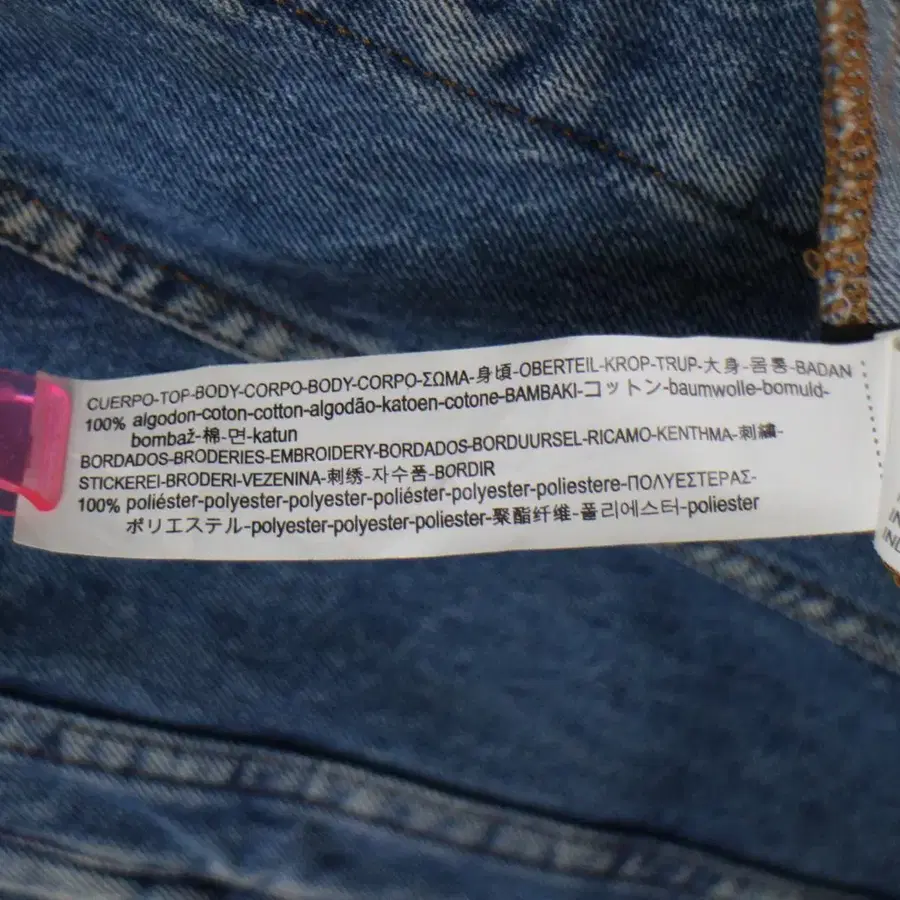 CUERPO-TOP-BODY-CORPO-BODY-CORPO-ΣΩΜΑ-身頃-OBERTEIL-KROP-TRUP-大身-몸통-BADAN
100% algodon-coton-cotton-algodão-katoen-cotone-BAMBAKI-コットン-baumwolle-bomuld-
bombaž-棉-면-katun
BORDADOS-BRODERIES-EMBROIDERY-BORDADOS-BORDUURSEL-RICAMO-ΚΕΝΤΗΜΑ-刺繍-
STICKEREI-BRODERI-VEZENINA-刺绣-자수품-BORDIR
100% poliéster-polyester-polyester-poliéster-polyester-poliestere-ΠΟΛΥΕΣΤΕΡΑΣ-
ポリエステル-polyester-polyester-poliester-聚酯纤维-폴리에스터-poliester